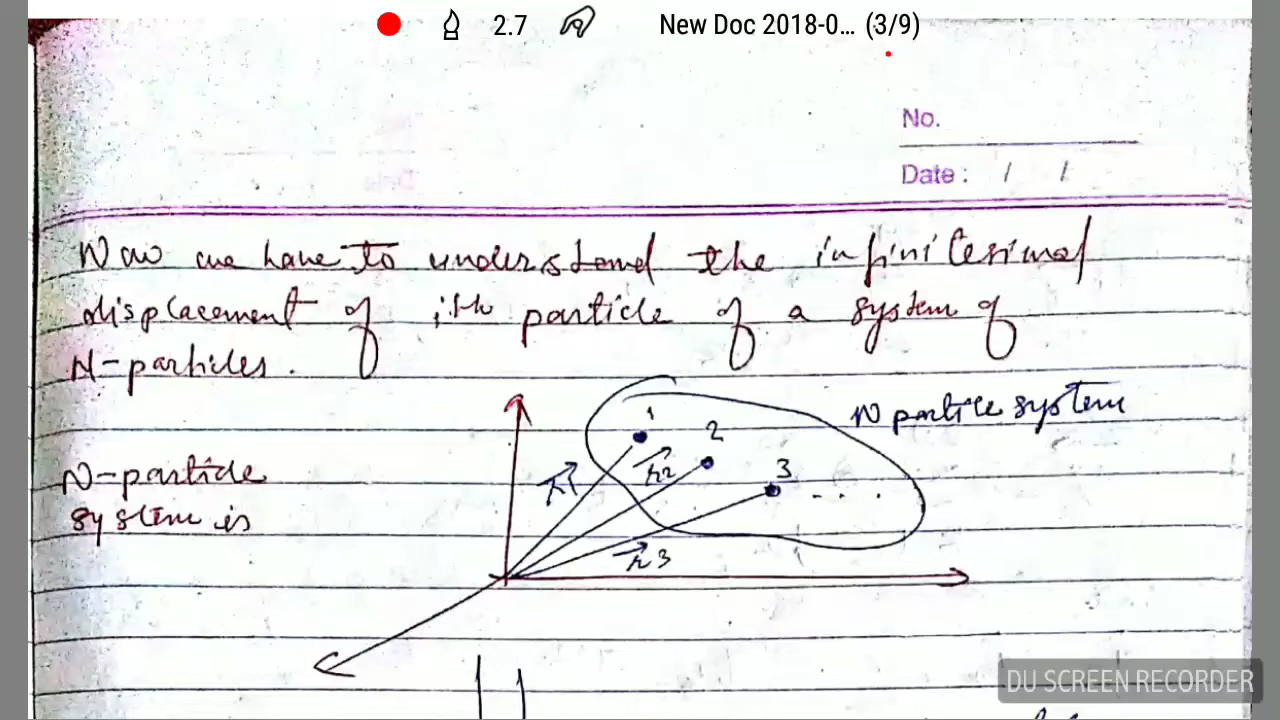 2.7 New Doc 2018-0... (3/9)
No.
Date : / /
Now we have to understand the infinitesimal
displacement of ith particle of a system of
N-particles.
N particle system
1
2
3 - . . .
r1
r2
N-particle
system is
r3
DU SCREEN RECORDER